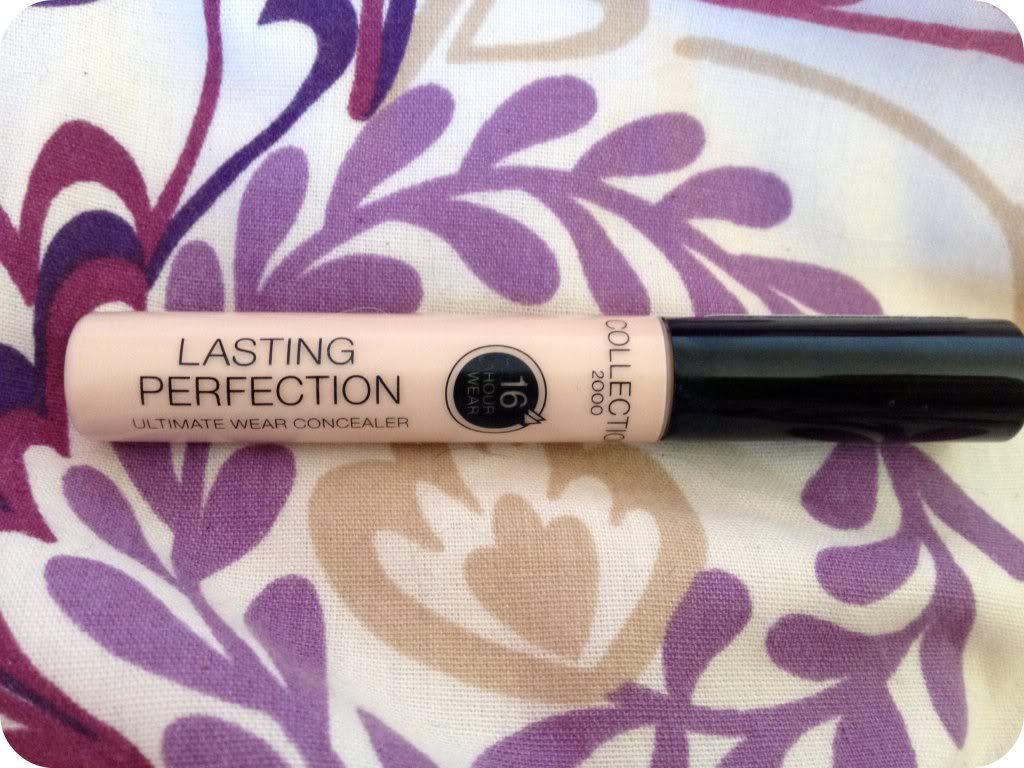 LASTING
PERFECTION
ULTIMATE WEAR CONCEALER
16
HOUR
WEAR
COLLECTIO
2000